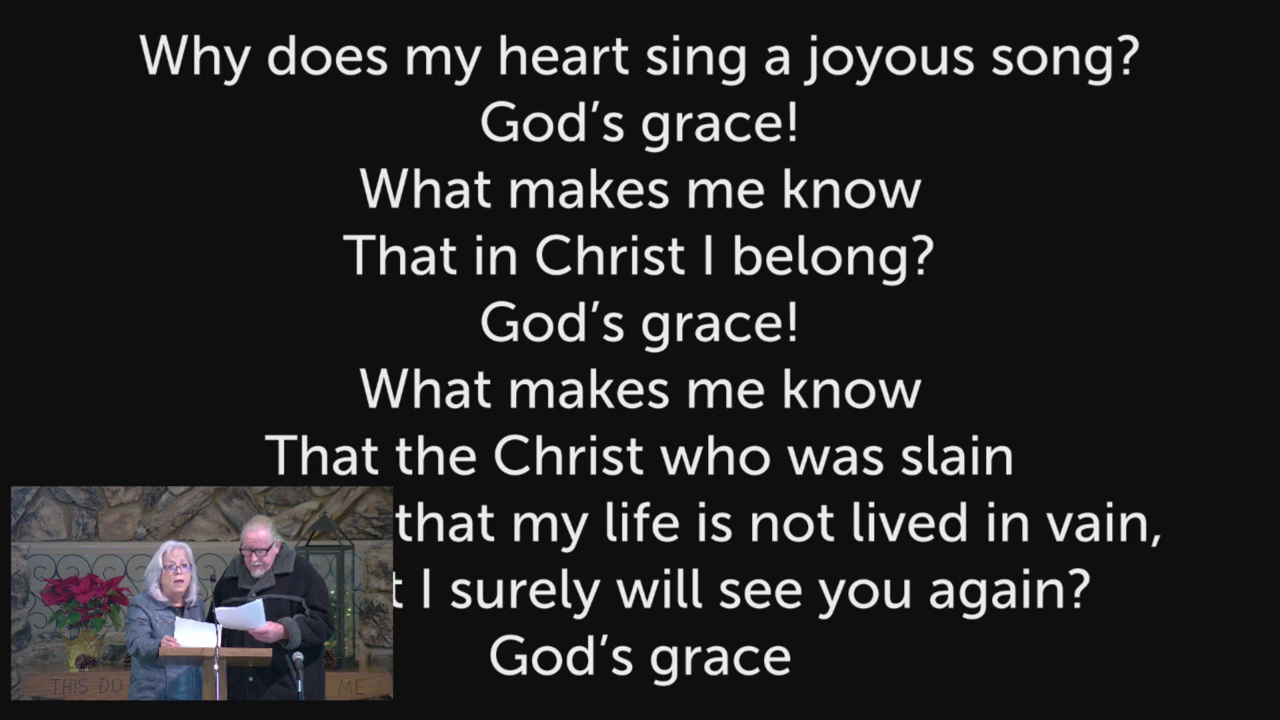 Why does my heart sing a joyous song?
God's grace!
What makes me know
That in Christ I belong?
God's grace!
What makes me know
That the Christ who was slain
that my life is not lived in vain,
I surely will see you again?
God's grace
THIS DO ME